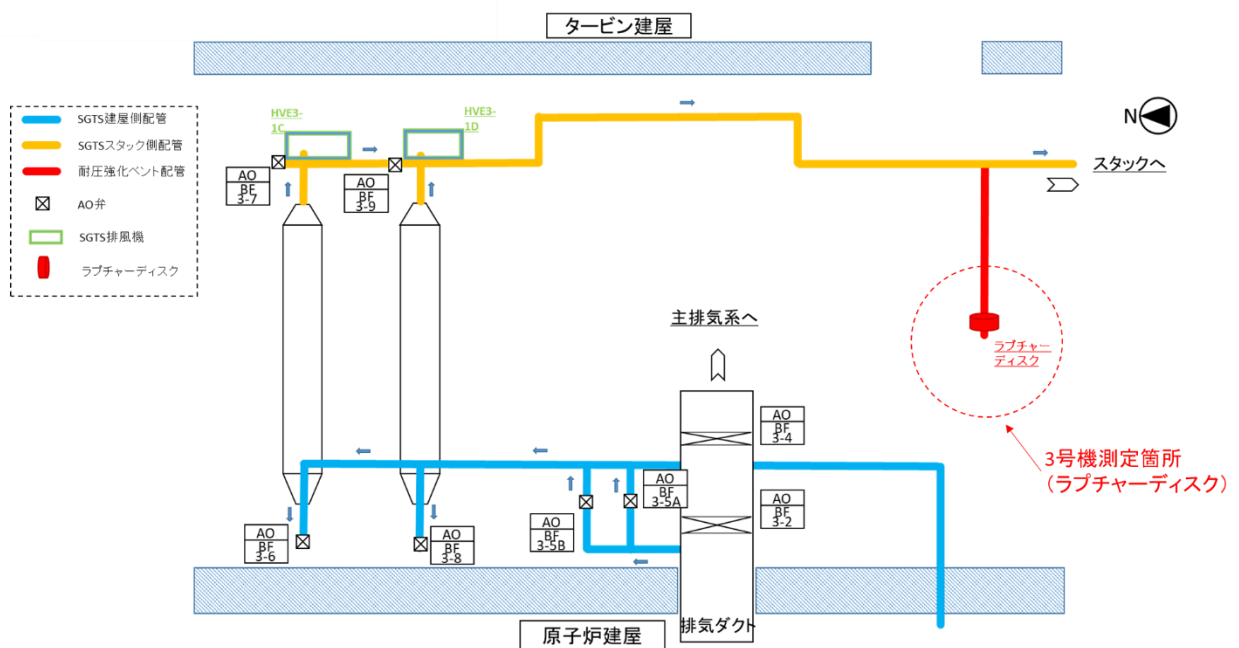 タービン建屋
SGTS建屋側配管
SGTSスタック側配管
耐圧強化ベント配管
AO弁
SGTS排風機
ラプチャーディスク
HVE3-
1C
HVE3-
1D
N
AO
BF
3-7
AO
BF
3-9
スタックへ
主排気系へ
ラプチャー
ディスク
AO
BF
3-4
3号機測定箇所
（ラプチャーディスク）
AO
BF
3-5A
AO
BF
3-2
AO
BF
3-5B
AO
BF
3-6
AO
BF
3-8
排気ダクト
原子炉建屋